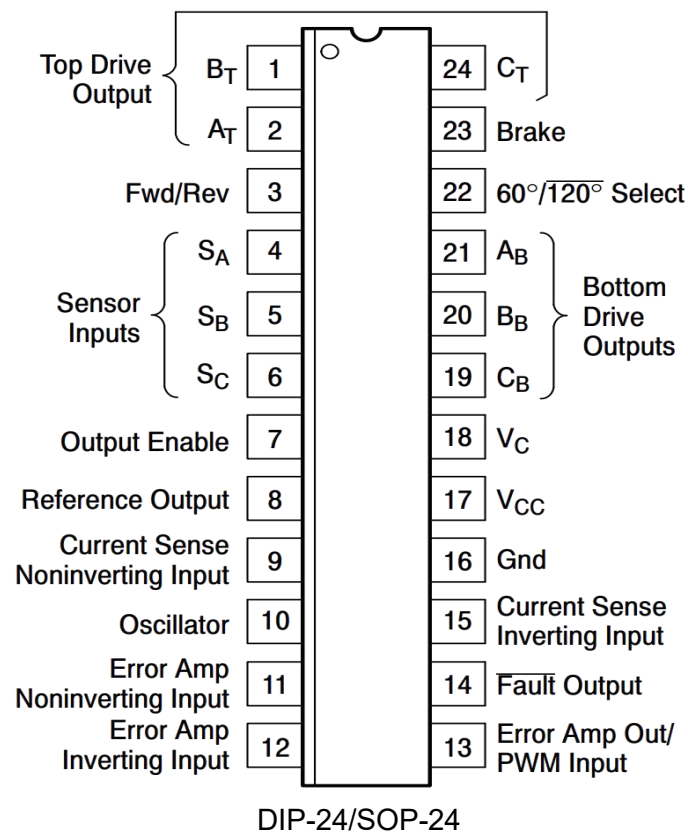 Top Drive
Output
B_T 1
A_T 2
Fwd/Rev 3
Sensor
Inputs
S_A 4
S_B 5
S_C 6
Output Enable 7
Reference Output 8
Current Sense
Noninverting Input 9
Oscillator 10
Error Amp
Noninverting Input 11
Error Amp
Inverting Input 12
24 C_T
23 Brake
22 60°/1̅2̅0̅°̅ Select
21 A_B
20 B_B
19 C_B
Bottom
Drive
Outputs
18 V_C
17 V_CC
16 Gnd
15 Current Sense
Inverting Input
14 F̅a̅u̅l̅t̅ Output
13 Error Amp Out/
PWM Input
DIP-24/SOP-24